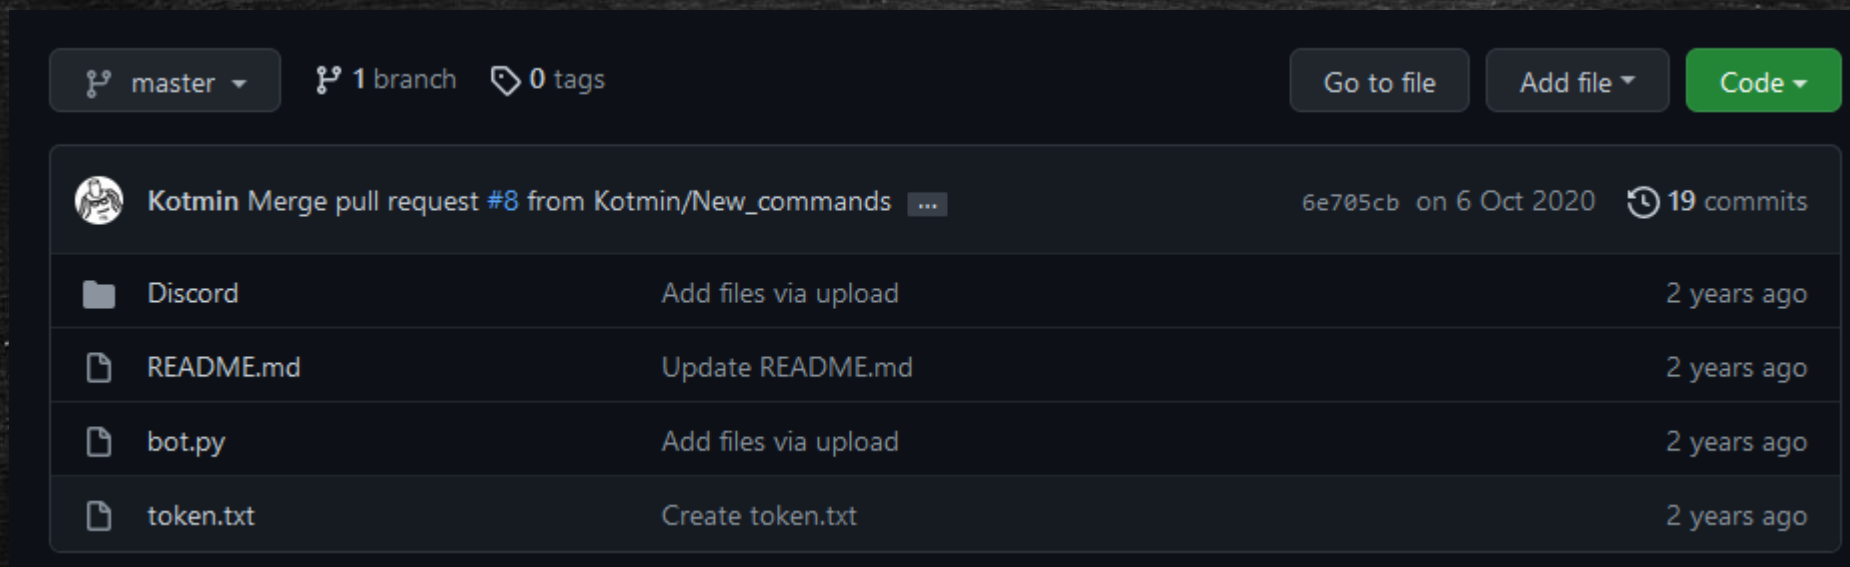 master 1 branch 0 tags Go to file Add file Code
Kotmin Merge pull request #8 from Kotmin/New_commands ... 6e705cb on 6 Oct 2020 19 commits
Discord Add files via upload 2 years ago
README.md Update README.md 2 years ago
bot.py Add files via upload 2 years ago
token.txt Create token.txt 2 years ago